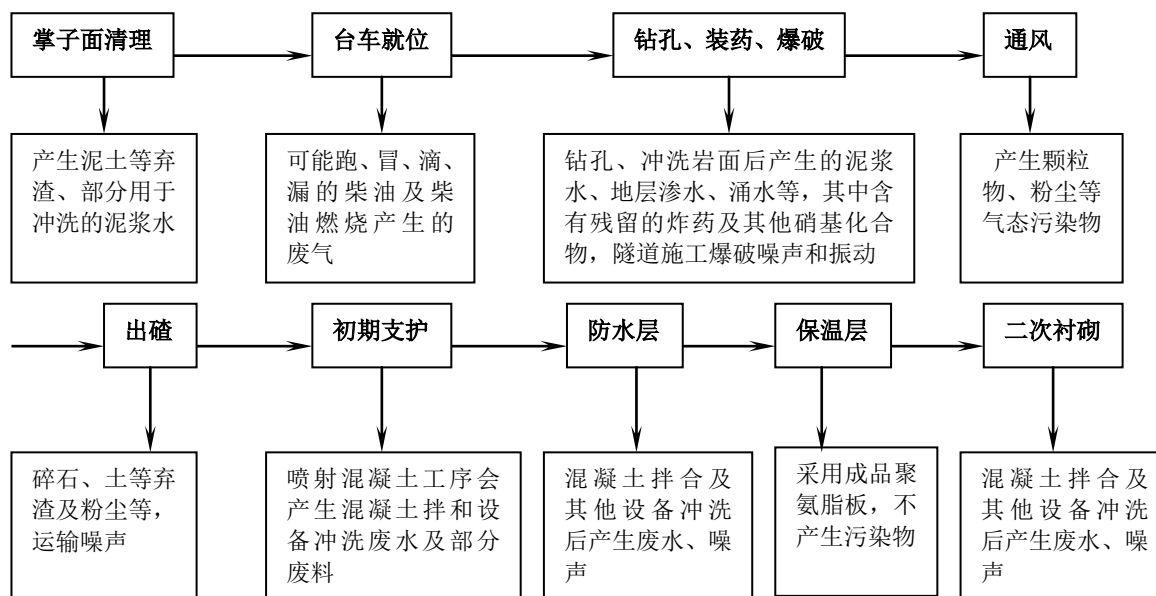 掌子面清理
台车就位
钻孔、装药、爆破
通风
产生泥土等弃
渣、部分用于
冲洗的泥浆水
可能跑、冒、滴、
漏的柴油及柴
油燃烧产生的
废气
钻孔、冲洗岩面后产生的泥浆
水、地层渗水、涌水等，其中含
有残留的炸药及其他硝基化合
物，隧道施工爆破噪声和振动
产生颗粒
物、粉尘等
气态污染物
出碴
初期支护
防水层
保温层
二次衬砌
碎石、土等弃
渣及粉尘等，
运输噪声
喷射混凝土工序会
产生混凝土拌和设
备冲洗废水及部分
废料
混凝土拌合及
其他设备冲洗
后产生废水、噪
声
采用成品聚
氨脂板，不
产生污染物
混凝土拌合及
其他设备冲洗
后产生废水、噪
声